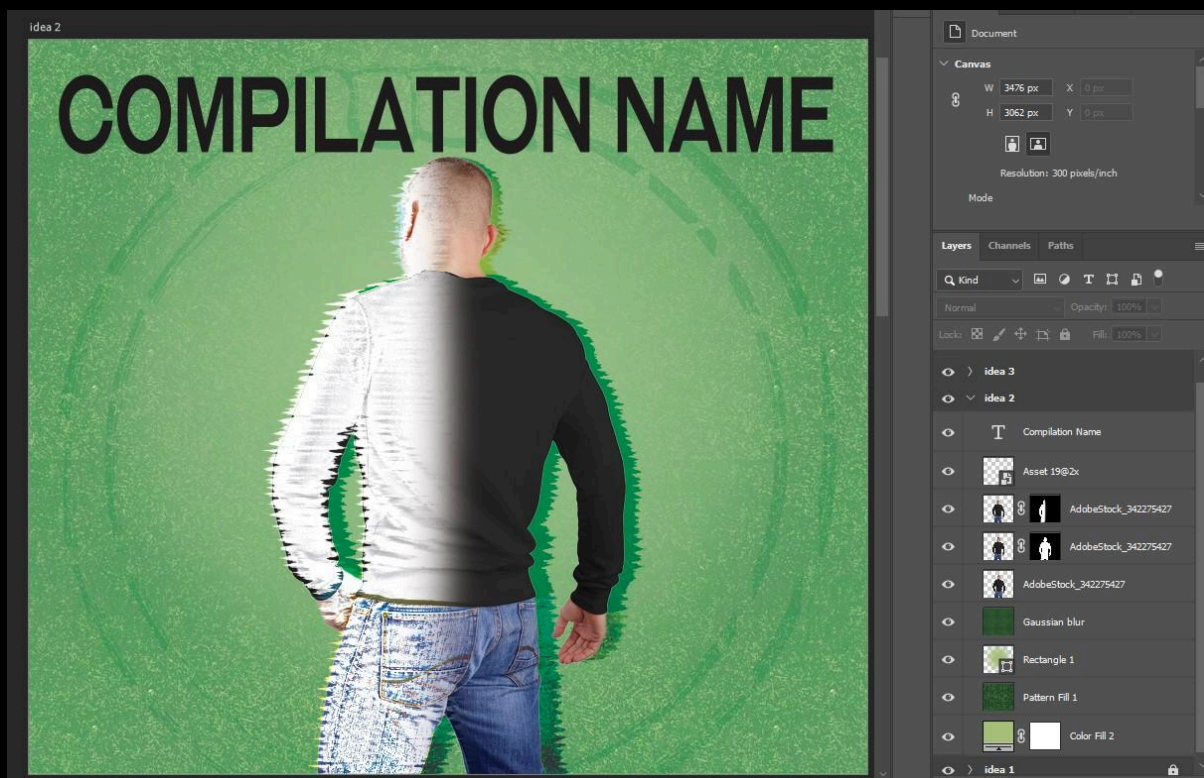 idea 2
COMPILATION NAME
Document
Canvas
W 3476 px X 0 px
H 3062 px Y 0 px
Resolution: 300 pixels/inch
Mode
Layers Channels Paths
Kind
Normal Opacity: 100%
Lock: Fill: 100%
idea 3
idea 2
T Compilation Name
Asset 19@2x
AdobeStock_342275427
AdobeStock_342275427
AdobeStock_342275427
Gaussian blur
Rectangle 1
Pattern Fill 1
Color Fill 2
idea 1